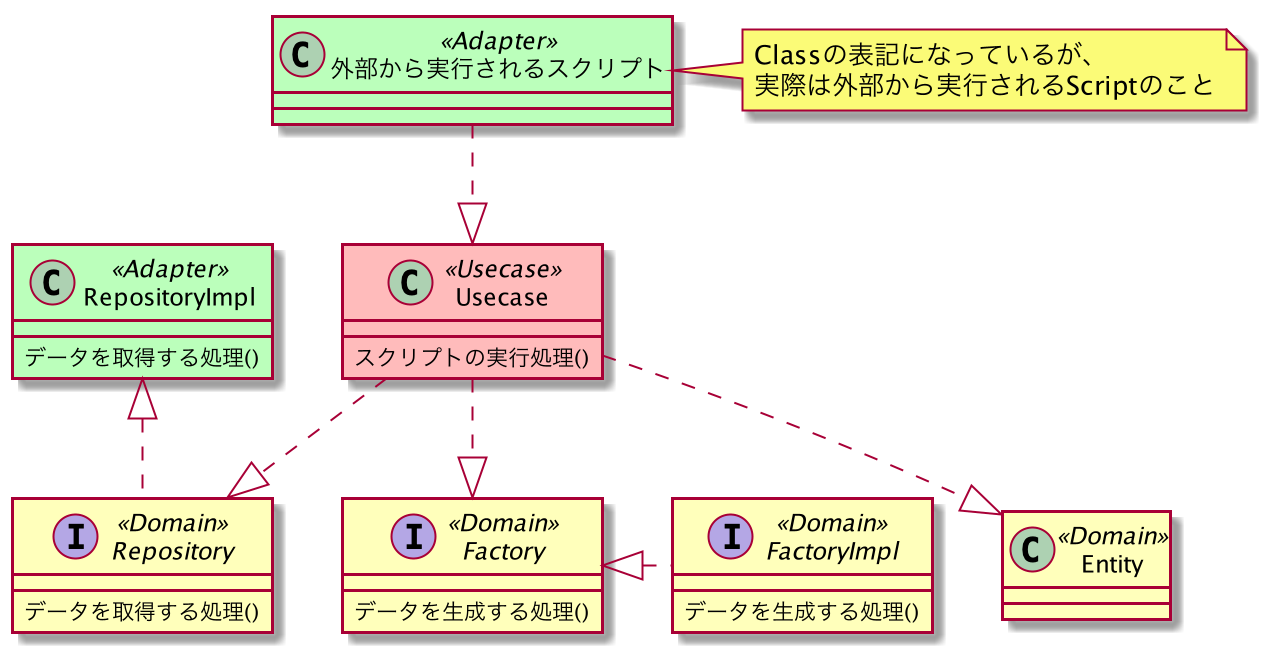 C
«Adapter»
外部から実行されるスクリプト
Classの表記になっているが、
実際は外部から実行されるScriptのこと
C
«Adapter»
RepositoryImpl
データを取得する処理()
C
«Usecase»
Usecase
スクリプトの実行処理()
I
«Domain»
Repository
データを取得する処理()
I
«Domain»
Factory
データを生成する処理()
I
«Domain»
FactoryImpl
データを生成する処理()
C
«Domain»
Entity